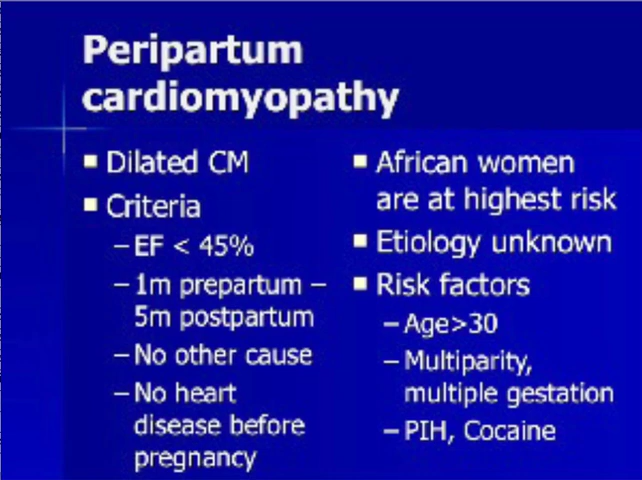 Peripartum
cardiomyopathy
Dilated CM
Criteria
– EF < 45%
– 1m prepartum –
5m postpartum
– No other cause
– No heart
disease before
pregnancy
African women
are at highest risk
Etiology unknown
Risk factors
– Age>30
– Multiparity,
multiple gestation
– PIH, Cocaine